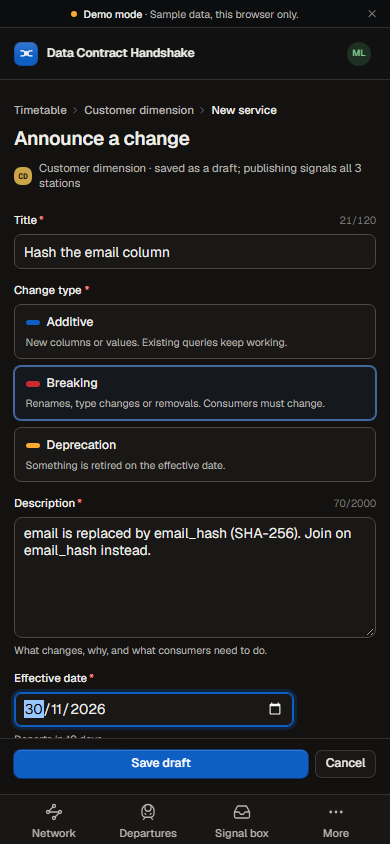 Demo mode · Sample data, this browser only.
Data Contract Handshake
ML
Timetable > Customer dimension > New service
Announce a change
CD
Customer dimension · saved as a draft; publishing signals all 3
stations
Title * 21/120
Hash the email column
Change type *
Additive
New columns or values. Existing queries keep working.
Breaking
Renames, type changes or removals. Consumers must change.
Deprecation
Something is retired on the effective date.
Description * 70/2000
email is replaced by email_hash (SHA-256). Join on
email_hash instead.
What changes, why, and what consumers need to do.
Effective date *
30/11/2026
Save draft Cancel
Network Departures Signal box More